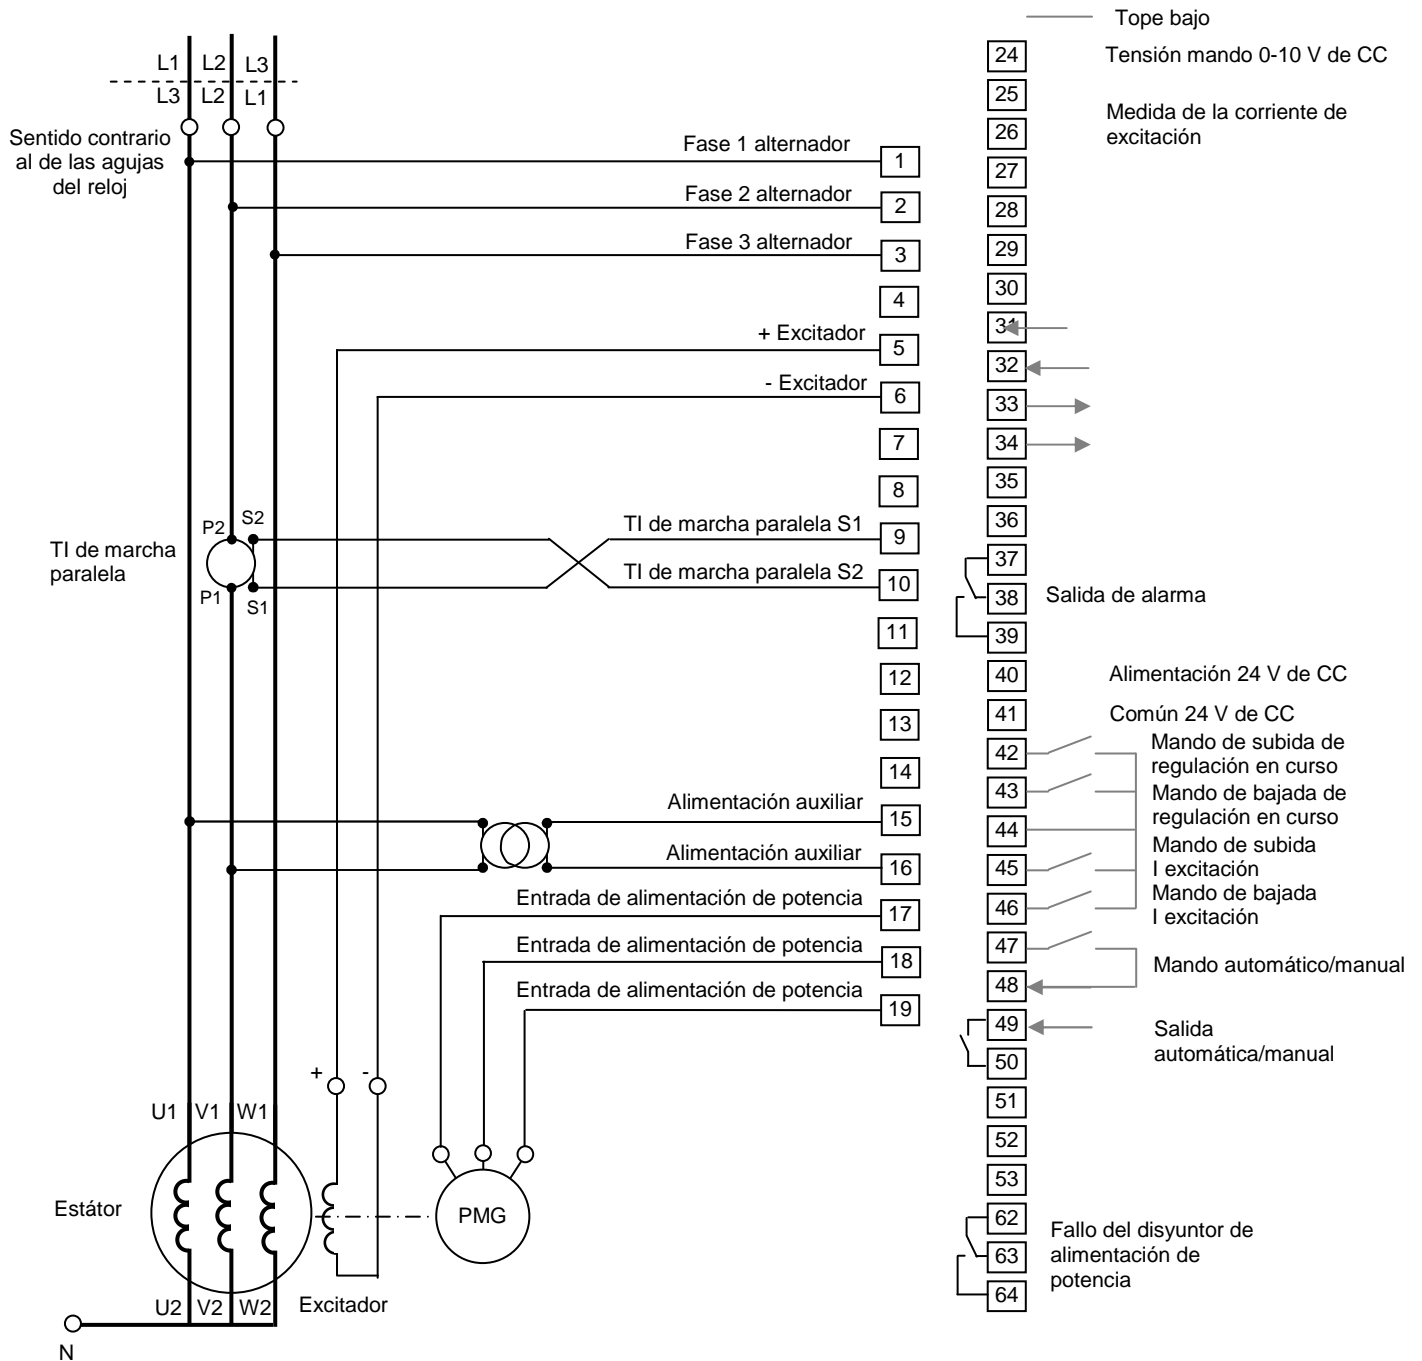 Tope bajo
L1 L2 L3
L3 L2 L1
Sentido contrario
al de las agujas
del reloj
Fase 1 alternador
1
Fase 2 alternador
2
Fase 3 alternador
3
4
+ Excitador
5
- Excitador
6
7
8
P2
S2
P1
S1
TI de marcha
paralela
TI de marcha paralela S1
9
TI de marcha paralela S2
10
11
12
13
14
Alimentación auxiliar
15
Alimentación auxiliar
16
Entrada de alimentación de potencia
17
Entrada de alimentación de potencia
18
Entrada de alimentación de potencia
19
+ -
U1 V1 W1
Estátor
PMG
Excitador
U2 V2 W2
N
24
Tensión mando 0-10 V de CC
25
Medida de la corriente de
excitación
26
27
28
29
30
31
32
33
34
35
36
37
38
Salida de alarma
39
40
Alimentación 24 V de CC
41
Común 24 V de CC
42
Mando de subida de
regulación en curso
43
Mando de bajada de
regulación en curso
44
Mando de subida
I excitación
45
Mando de bajada
I excitación
46
47
Mando automático/manual
48
49
Salida
automática/manual
50
51
52
53
62
Fallo del disyuntor de
alimentación de
potencia
63
64